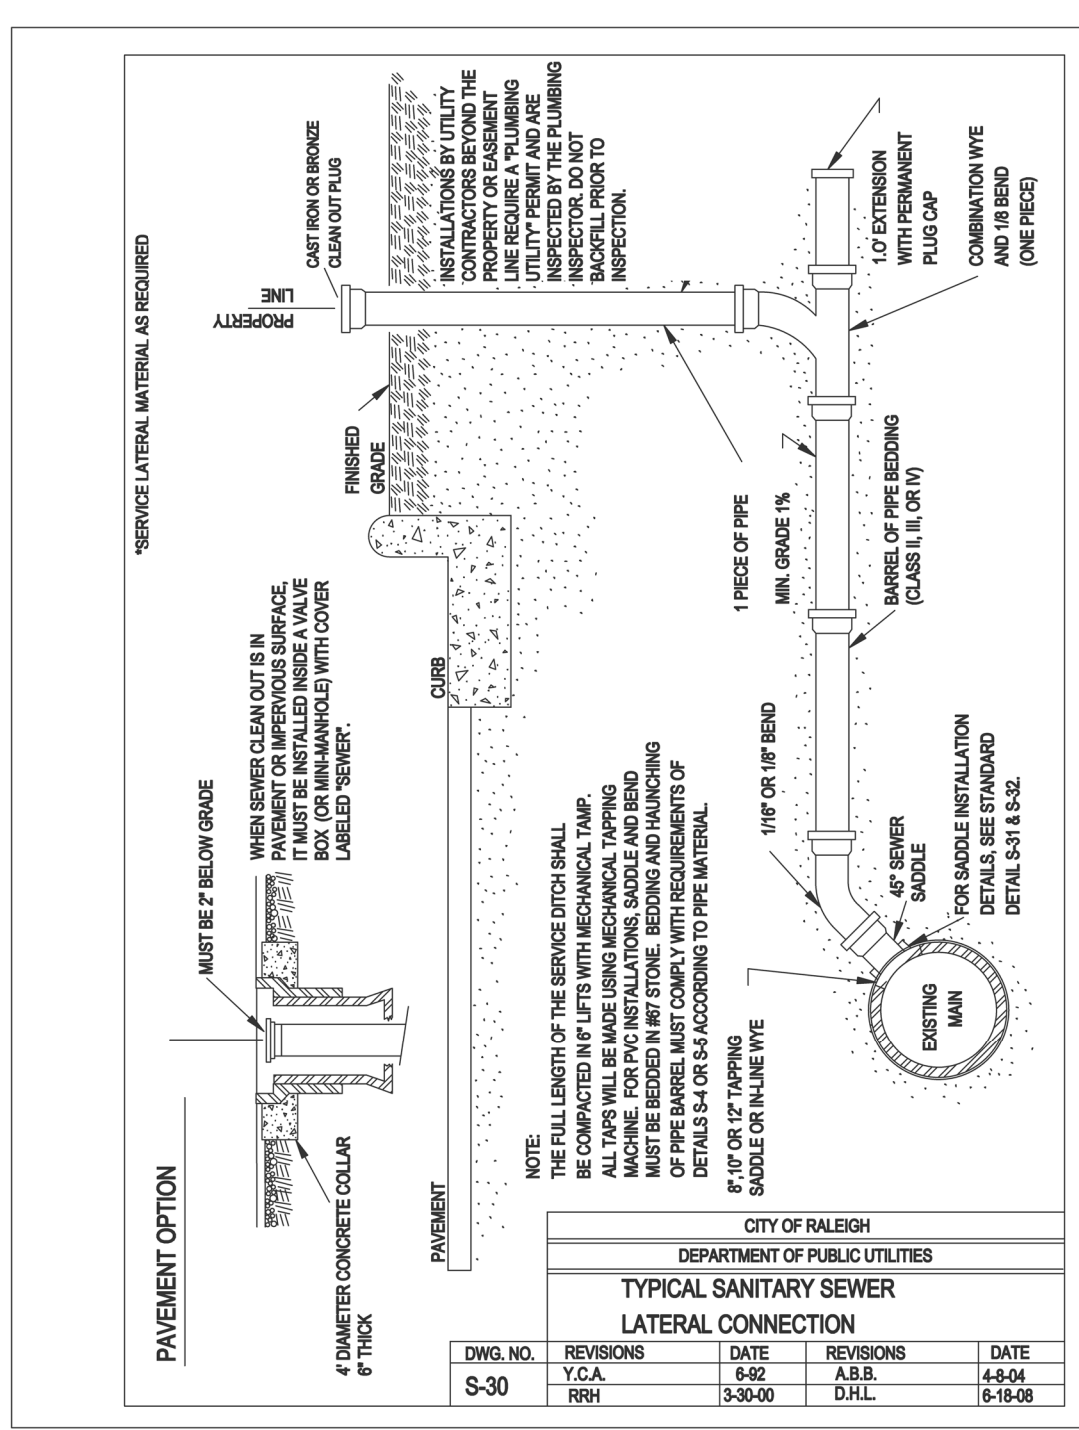 *SERVICE LATERAL MATERIAL AS REQUIRED
PAVEMENT OPTION
MUST BE 2" BELOW GRADE
4' DIAMETER CONCRETE COLLAR
6" THICK
WHEN SEWER CLEAN OUT IS IN
PAVEMENT OR IMPERVIOUS SURFACE,
IT MUST BE INSTALLED INSIDE A VALVE
BOX (OR MINI-MANHOLE) WITH COVER
LABELED "SEWER".
PROPERTY
LINE
CAST IRON OR BRONZE
CLEAN OUT PLUG
FINISHED
GRADE
INSTALLATIONS BY UTILITY
CONTRACTORS BEYOND THE
PROPERTY OR EASEMENT
LINE REQUIRE A "PLUMBING
UTILITY" PERMIT AND ARE
INSPECTED BY THE PLUMBING
INSPECTOR. DO NOT
BACKFILL PRIOR TO
INSPECTION.
PAVEMENT
CURB
NOTE:
THE FULL LENGTH OF THE SERVICE DITCH SHALL
BE COMPACTED IN 6" LIFTS WITH MECHANICAL TAMP.
ALL TAPS WILL BE MADE USING MECHANICAL TAPPING
MACHINE. FOR PVC INSTALLATIONS, SADDLE AND BEND
MUST BE BEDDED IN #67 STONE. BEDDING AND HAUNCHING
OF PIPE BARREL MUST COMPLY WITH REQUIREMENTS OF
DETAILS S-4 OR S-5 ACCORDING TO PIPE MATERIAL.
1 PIECE OF PIPE
MIN. GRADE 1%
1.0' EXTENSION
WITH PERMANENT
PLUG CAP
COMBINATION WYE
AND 1/8 BEND
(ONE PIECE)
BARREL OF PIPE BEDDING
(CLASS II, III, OR IV)
1/16" OR 1/8" BEND
8",10" OR 12" TAPPING
SADDLE OR IN-LINE WYE
45° SEWER
SADDLE
FOR SADDLE INSTALLATION
DETAILS, SEE STANDARD
DETAIL S-31 & S-32.
EXISTING
MAIN
CITY OF RALEIGH
DEPARTMENT OF PUBLIC UTILITIES
TYPICAL SANITARY SEWER
LATERAL CONNECTION
DWG. NO. REVISIONS DATE REVISIONS DATE
S-30 Y.C.A. 6-92 A.B.B. 4-8-04
RRH 3-30-00 D.H.L. 6-18-08